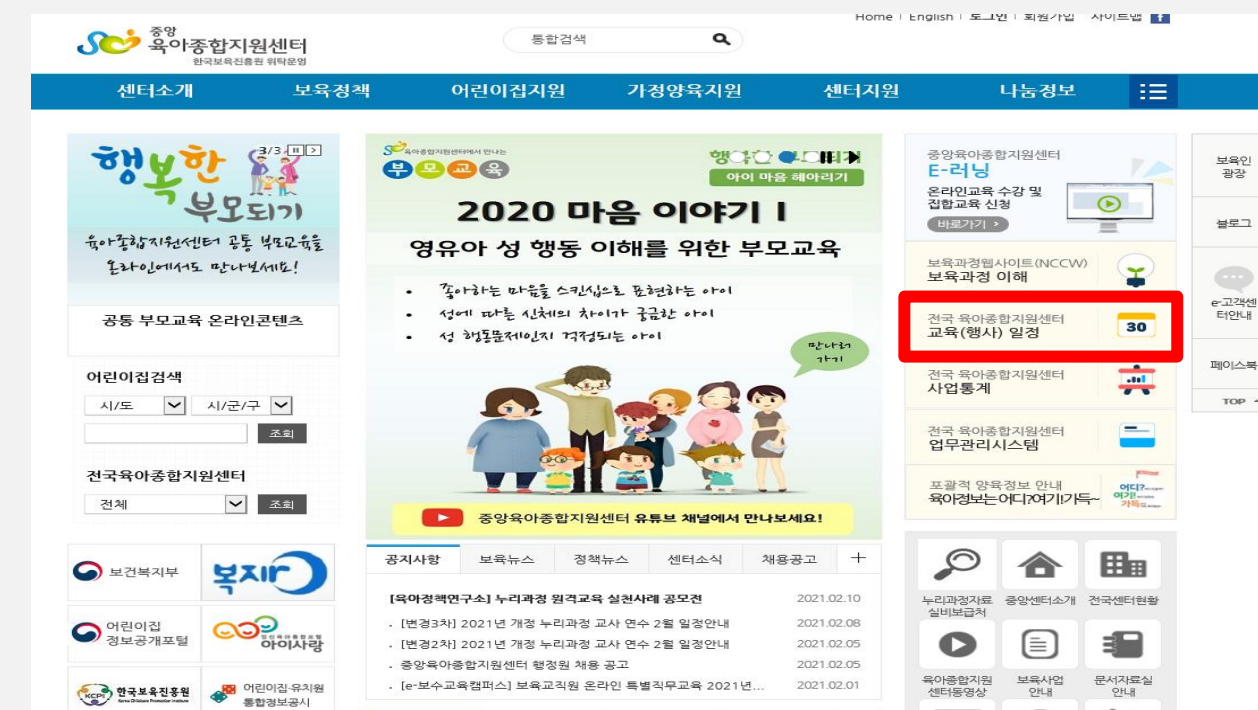 Home | English | 로그인 | 회원가입 사이트맵 f
중앙
육아종합지원센터
한국보육진흥원 위탁운영
통합검색
센터소개 보육정책 어린이집지원 가정양육지원 센터지원 나눔정보
행복한
부모되기
3/3
육아종합지원센터 공통 부모교육을
온라인에서도 만나보세요!
공통 부모교육 온라인콘텐츠
어린이집검색
시/도 시/군/구
조회
전국육아종합지원센터
전체 조회
보건복지부 복지로
어린이집
정보공개포털
아이사랑
KCPI 한국보육진흥원
어린이집·유치원
통합정보공시
육아종합지원센터에서 만나는
부모교육
아이 마음 헤아리기
2020 마음 이야기 I
영유아 성 행동 이해를 위한 부모교육
• 좋아하는 마음을 스킨십으로 표현하는 아이
• 성에 따른 신체의 차이가 궁금한 아이
• 성 행동문제인지 걱정되는 아이
만나러
가기
중앙육아종합지원센터 유튜브 채널에서 만나보세요!
공지사항 보육뉴스 정책뉴스 센터소식 채용공고 +
[육아정책연구소] 누리과정 원격교육 실천사례 공모전 2021.02.10
. [변경3차] 2021년 개정 누리과정 교사 연수 2월 일정안내 2021.02.08
. [변경2차] 2021년 개정 누리과정 교사 연수 2월 일정안내 2021.02.05
. 중앙육아종합지원센터 행정원 채용 공고 2021.02.05
. [e-보수교육캠퍼스] 보육교직원 온라인 특별직무교육 2021년... 2021.02.01
중앙육아종합지원센터
E-러닝
온라인교육 수강 및
집합교육 신청
바로가기 >
보육과정웹사이트(NCCW)
보육과정 이해
전국 육아종합지원센터
교육(행사) 일정
30
전국 육아종합지원센터
사업통계
전국 육아종합지원센터
업무관리시스템
포괄적 양육정보 안내
육아정보는어디?여기!가득~
어디?
여기!
가득
누리과정자료
실비보급처
중앙센터소개
전국센터현황
육아종합지원
센터동영상
보육사업
안내
문서자료실
안내
보육인
광장
블로그
e-고객센
터안내
페이스북
TOP